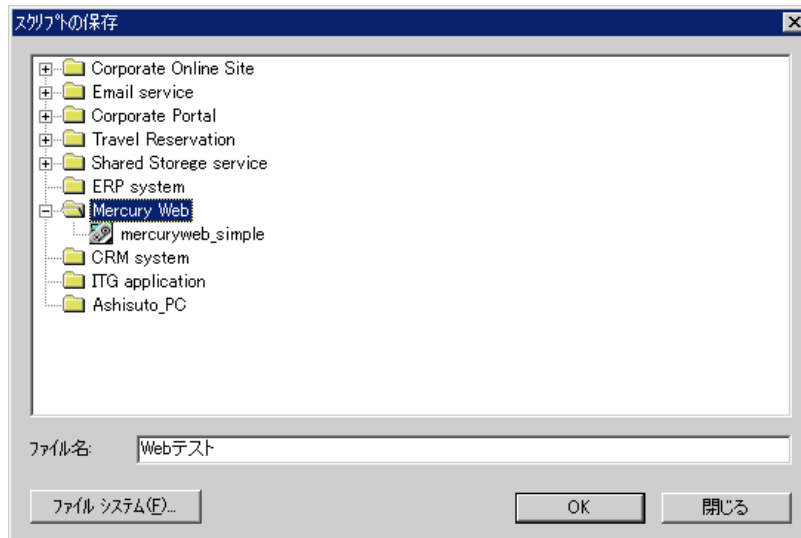 スクリプトの保存
Corporate Online Site
Email service
Corporate Portal
Travel Reservation
Shared Storege service
ERP system
Mercury Web
mercuryweb_simple
CRM system
ITG application
Ashisuto_PC
ファイル名: Webテスト
ファイル システム(F)... OK 閉じる